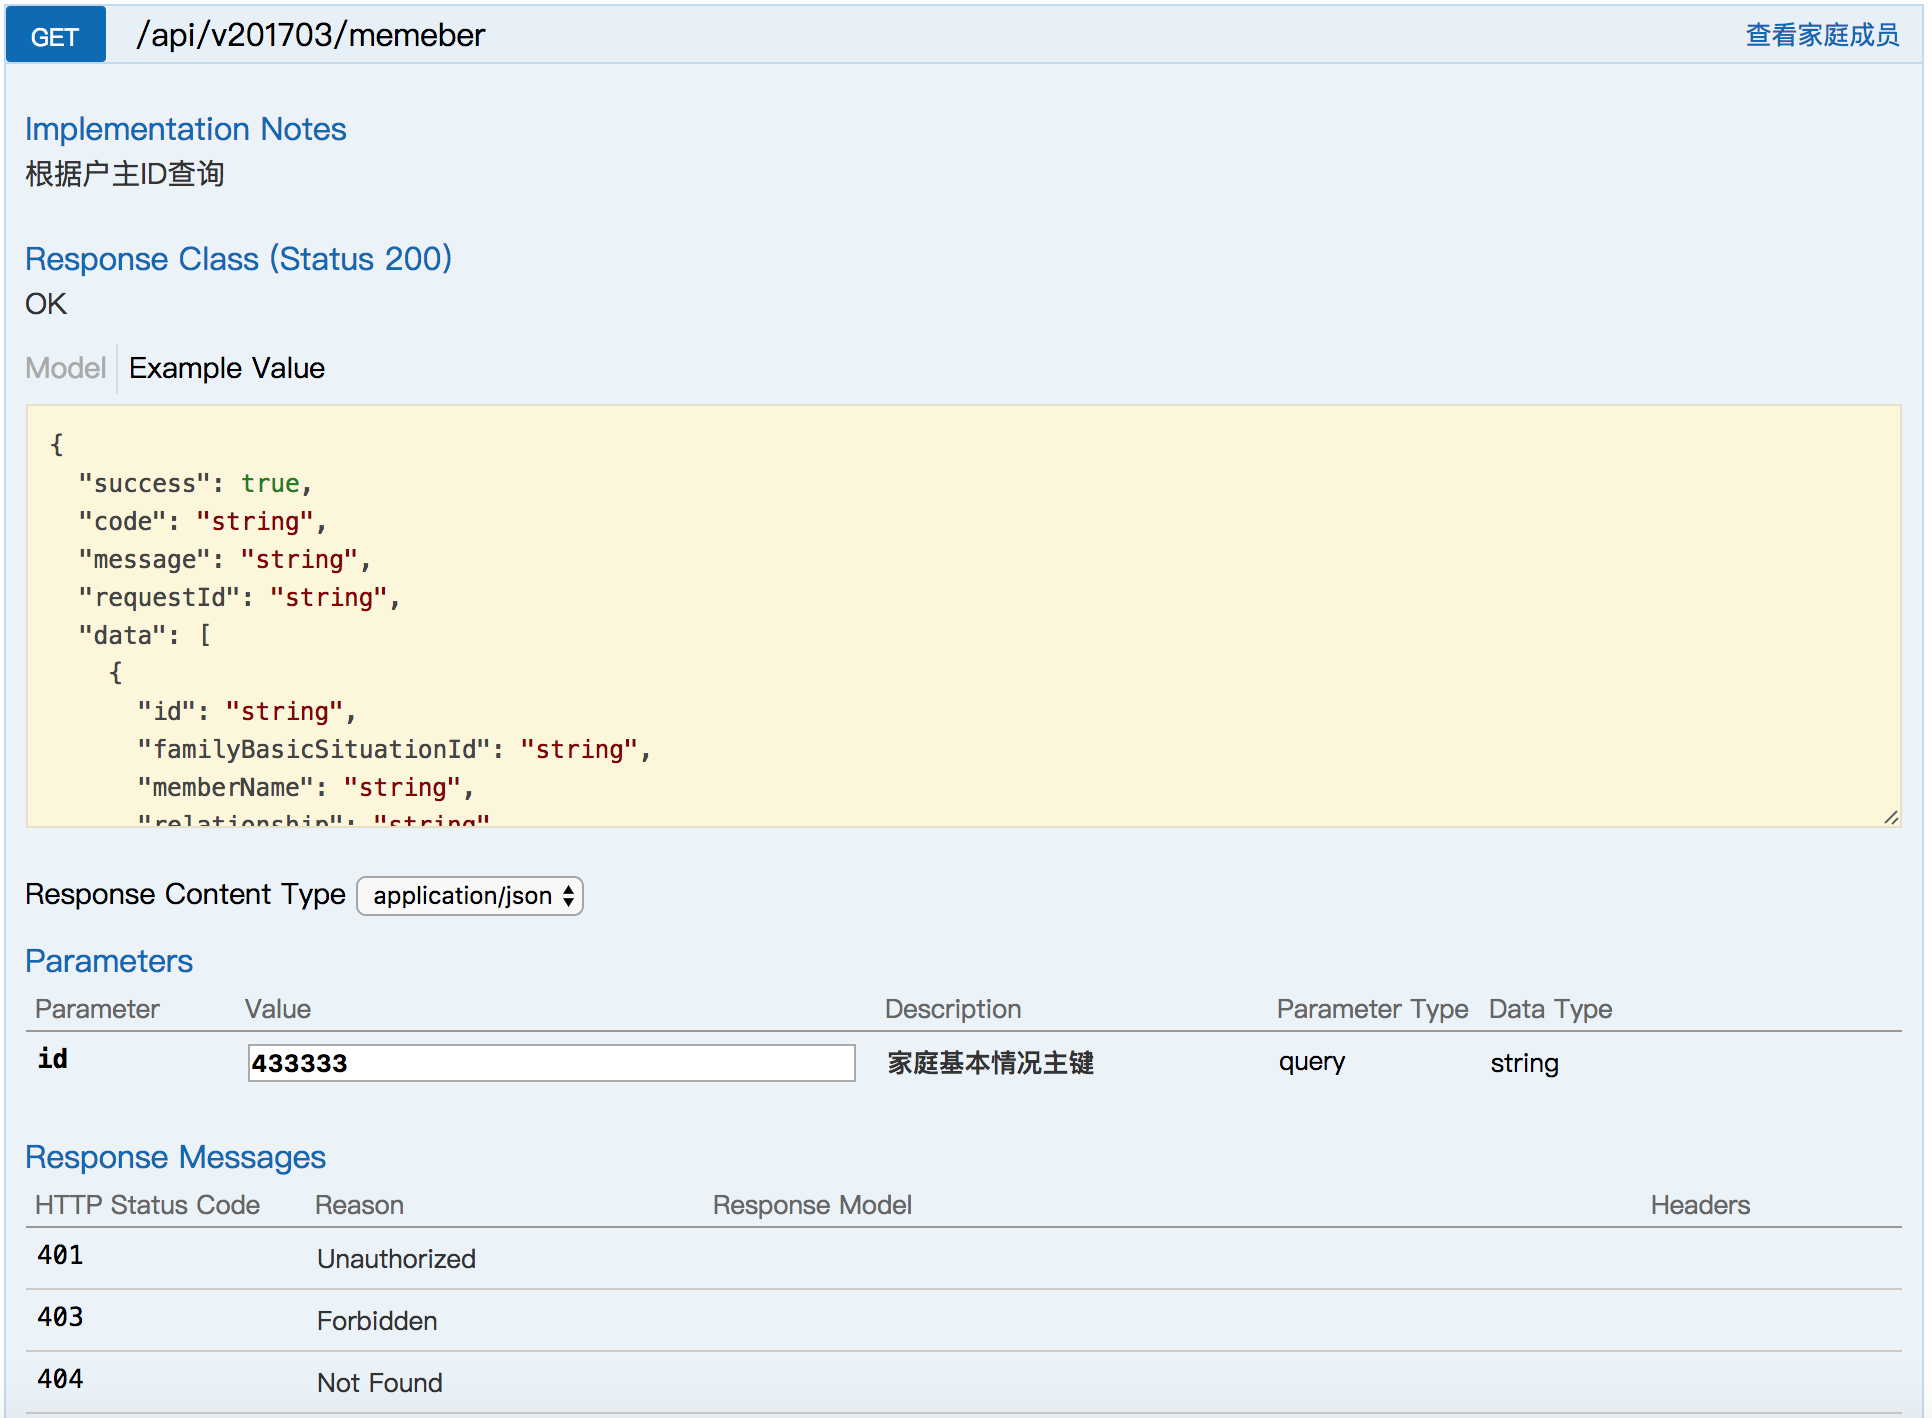 GET /api/v201703/memeber 查看家庭成员
Implementation Notes
根据户主ID查询
Response Class (Status 200)
OK
Model Example Value
{
  "success": true,
  "code": "string",
  "message": "string",
  "requestId": "string",
  "data": [
    {
      "id": "string",
      "familyBasicSituationId": "string",
      "memberName": "string",
      "relationship": "string"
Response Content Type application/json
Parameters
Parameter Value Description Parameter Type Data Type
id 433333 家庭基本情况主键 query string
Response Messages
HTTP Status Code Reason Response Model Headers
401 Unauthorized
403 Forbidden
404 Not Found